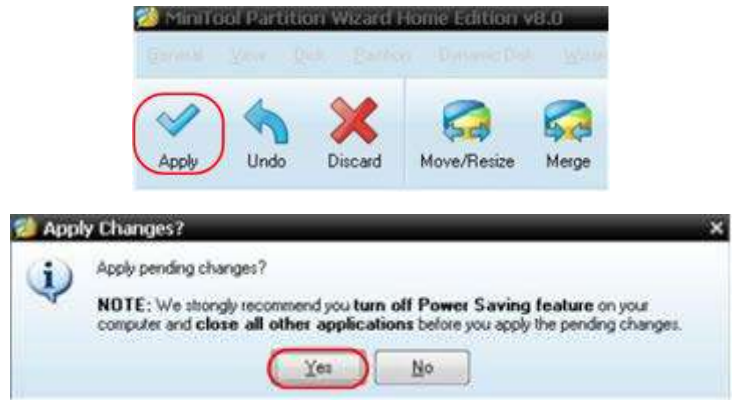 MiniTool Partition Wizard Home Edition v8.0
General View Disk Partition Dynamic Disk
Apply Undo Discard Move/Resize Merge
Apply Changes?
Apply pending changes?
NOTE: We strongly recommend you turn off Power Saving feature on your
computer and close all other applications before you apply the pending changes.
Yes No